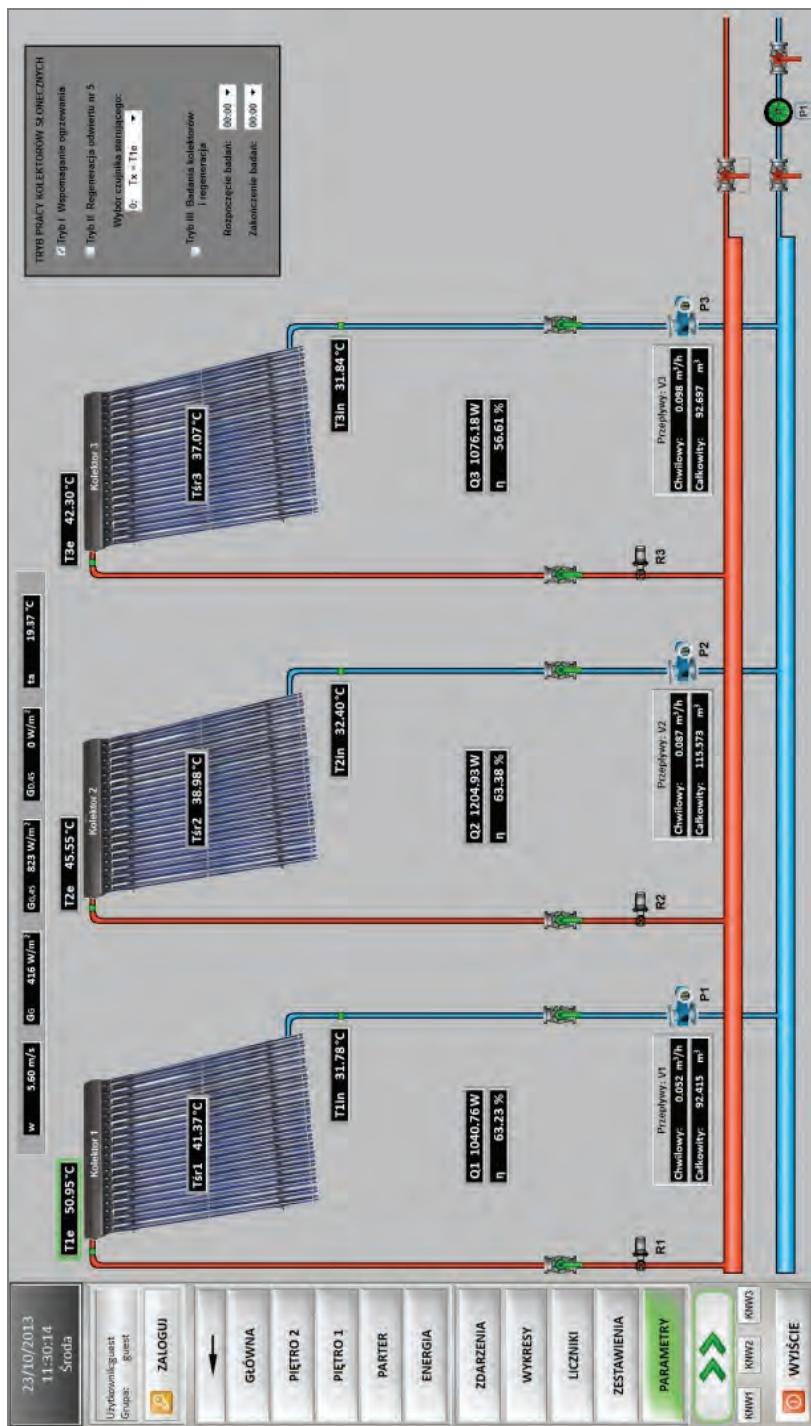 23/10/2013
11:30:14
Środa
Użytkownik:guest
Grupa: guest
ZALOGUJ
GŁÓWNA
PIĘTRO 2
PIĘTRO 1
PARTER
ENERGIA
ZDARZENIA
WYKRESY
LICZNIKI
ZESTAWIENIA
PARAMETRY
KNW1 KNW2 KNW3
WYJŚCIE
w 5.60 m/s
GG 416 W/m²
GG,45 823 W/m²
GD,45 0 W/m²
ta 19.37 °C
T1e 50.95 °C
Kolektor 1
Tśr1 41.37 °C
T1in 31.78 °C
Q1 1040.76 W
η 63.23 %
R1
P1
Przepływy: V1
Chwilowy: 0.052 m³/h
Całkowity: 92.415 m³
T2e 45.55 °C
Kolektor 2
Tśr2 38.98 °C
T2in 32.40 °C
Q2 1204.93 W
η 63.38 %
R2
P2
Przepływy: V2
Chwilowy: 0.087 m³/h
Całkowity: 115.573 m³
T3e 42.30 °C
Kolektor 3
Tśr3 37.07 °C
T3in 31.84 °C
Q3 1076.18 W
η 56.61 %
R3
P3
Przepływy: V3
Chwilowy: 0.098 m³/h
Całkowity: 92.697 m³
TRYB PRACY KOLEKTORÓW SŁONECZNYCH
Tryb I Wspomaganie ogrzewania
Tryb II Regeneracja odwiertu nr 5
Wybór czujnika sterującego:
0: Tx = T1e
Tryb III Badania kolektorów
i regeneracja
Rozpoczęcie badań: 00:00
Zakończenie badań: 00:00
P1